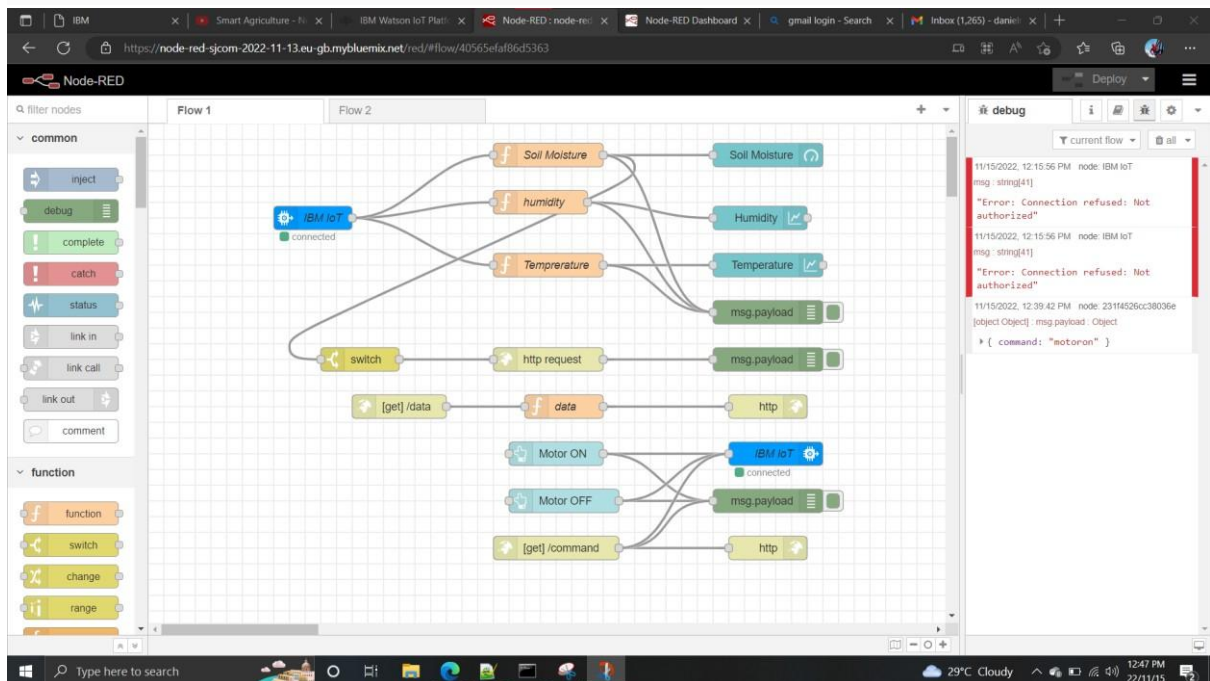 IBM
Smart Agriculture - 
IBM Watson IoT Platf
Node-RED : node-red
Node-RED Dashboard
gmail login - Search
Inbox (1,265) - daniel
https://node-red-sjcom-2022-11-13.eu-gb.mybluemix.net/red/#flow/40565efaf86d5363
Node-RED
Deploy
filter nodes
Flow 1
Flow 2
debug
current flow
all
common
inject
debug
complete
catch
status
link in
link call
link out
comment
function
function
switch
change
range
Soil Moisture
Soil Moisture
humidity
IBM IoT
connected
Humidity
Temprerature
Temperature
msg.payload
switch
http request
msg.payload
[get] /data
data
http
Motor ON
IBM IoT
connected
Motor OFF
msg.payload
[get] /command
http
11/15/2022, 12:15:56 PM node: IBM IoT
msg : string[41]
"Error: Connection refused: Not
authorized"
11/15/2022, 12:15:56 PM node: IBM IoT
msg : string[41]
"Error: Connection refused: Not
authorized"
11/15/2022, 12:39:42 PM node: 231f4526cc38036e
[object Object] : msg.payload : Object
{ command: "motoron" }
Type here to search
29°C Cloudy
12:47 PM
22/11/15